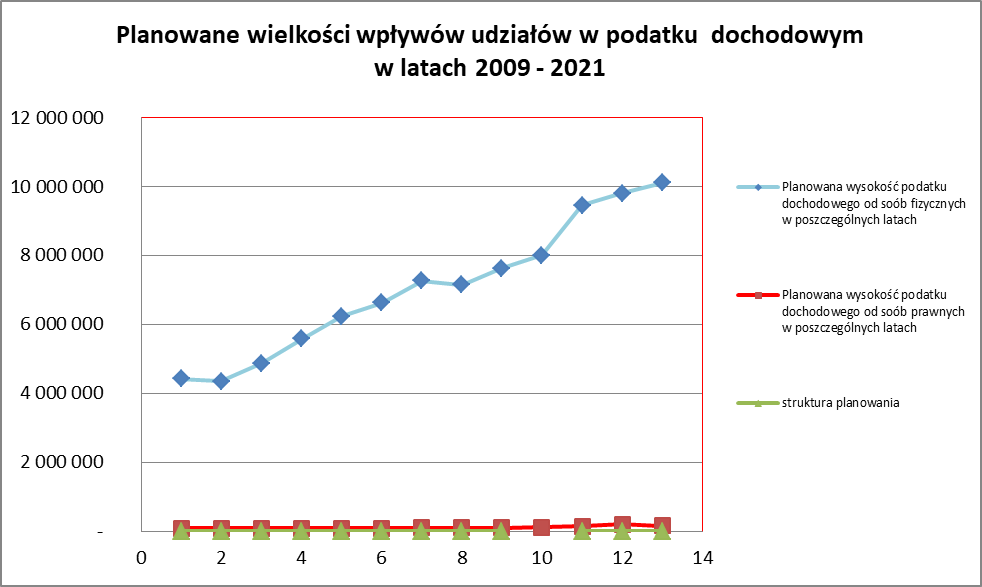 Planowane wielkości wpływów udziałów w podatku dochodowym
w latach 2009 - 2021
12 000 000
10 000 000
8 000 000
6 000 000
4 000 000
2 000 000
-
0 2 4 6 8 10 12 14
Planowana wysokość podatku
dochodowego od soób fizycznych
w poszczególnych latach
Planowana wysokość podatku
dochodowego od soób prawnych
w poszczególnych latach
struktura planowania